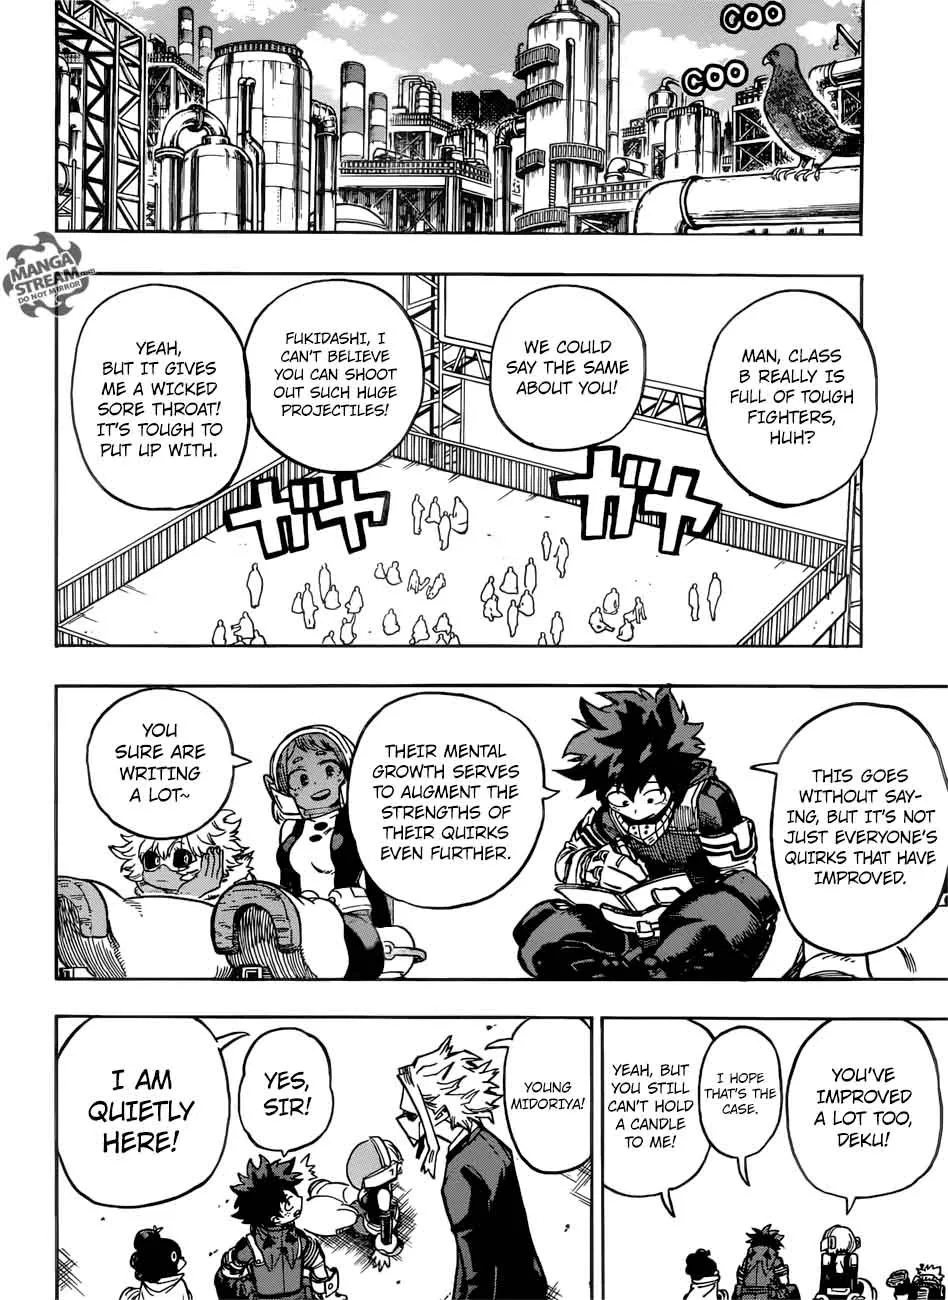 COO
COO
MANGA
STREAM.com
DO NOT MIRROR
MAN, CLASS
B REALLY IS
FULL OF TOUGH
FIGHTERS,
HUH?
WE COULD
SAY THE SAME
ABOUT YOU!
FUKIDASHI, I
CAN'T BELIEVE
YOU CAN SHOOT
OUT SUCH HUGE
PROJECTILES!
YEAH,
BUT IT GIVES
ME A WICKED
SORE THROAT!
IT'S TOUGH TO
PUT UP WITH.
ガヤ
ガヤ
THIS GOES
WITHOUT SAY-
ING, BUT IT'S NOT
JUST EVERYONE'S
QUIRKS THAT HAVE
IMPROVED.
THEIR MENTAL
GROWTH SERVES
TO AUGMENT THE
STRENGTHS OF
THEIR QUIRKS
EVEN FURTHER.
YOU
SURE ARE
WRITING
A LOT~
YOU'VE
IMPROVED
A LOT TOO,
DEKU!
I HOPE
THAT'S THE
CASE.
YEAH, BUT
YOU STILL
CAN'T HOLD
A CANDLE
TO ME!
YOUNG
MIDORIYA!
YES,
SIR!
I AM
QUIETLY
HERE!